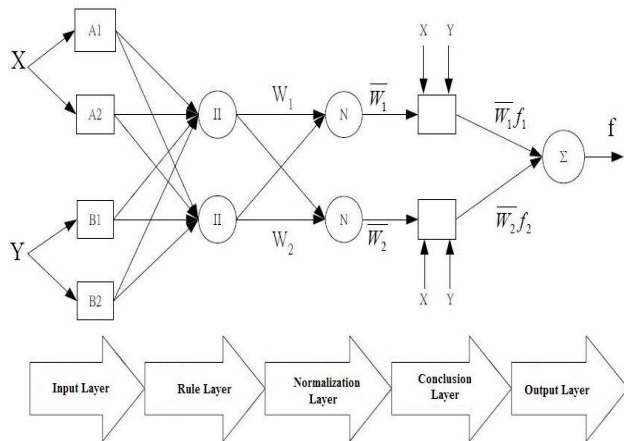 X Y
A1
X
A2
W₁
Π
N
W̅₁
W̅₁f₁
f
Σ
B1
Y
B2
Π
W₂
N
W̅₂
W̅₂f₂
X Y
Input Layer
Rule Layer
Normalization
Layer
Conclusion
Layer
Output Layer